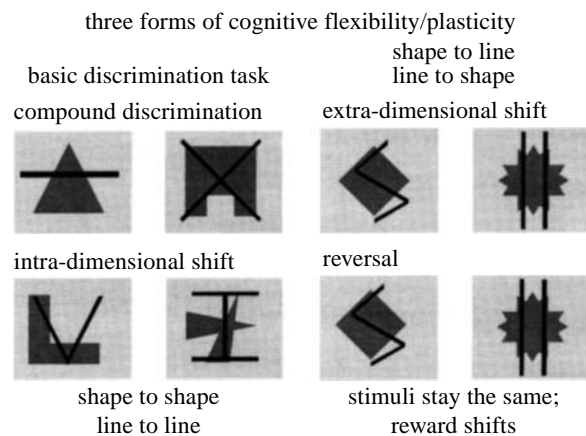 three forms of cognitive flexibility/plasticity
basic discrimination task
shape to line
line to shape
compound discrimination
extra-dimensional shift
intra-dimensional shift
reversal
shape to shape
line to line
stimuli stay the same;
reward shifts